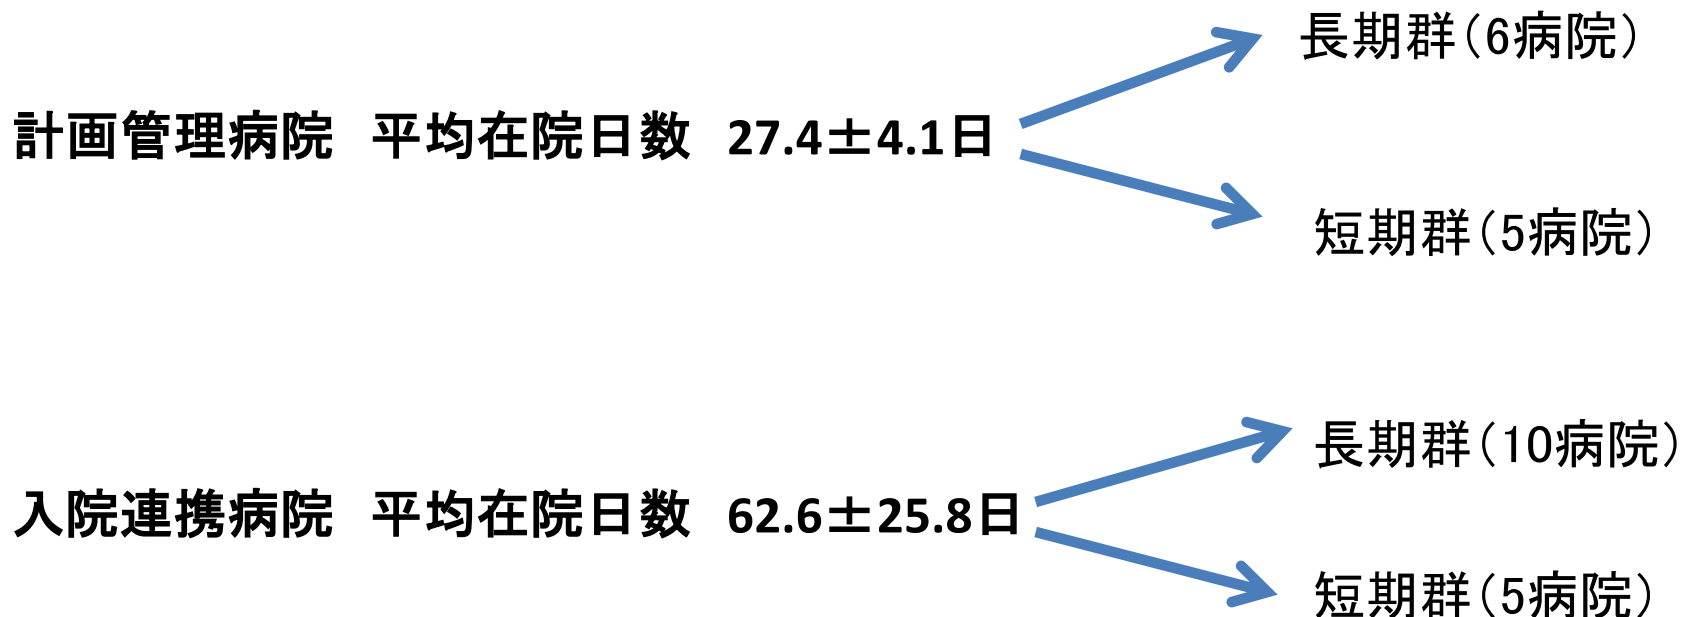 長期群(6病院)
計画管理病院　平均在院日数　27.4±4.1日
短期群(5病院)
長期群(10病院)
入院連携病院　平均在院日数　62.6±25.8日
短期群(5病院)